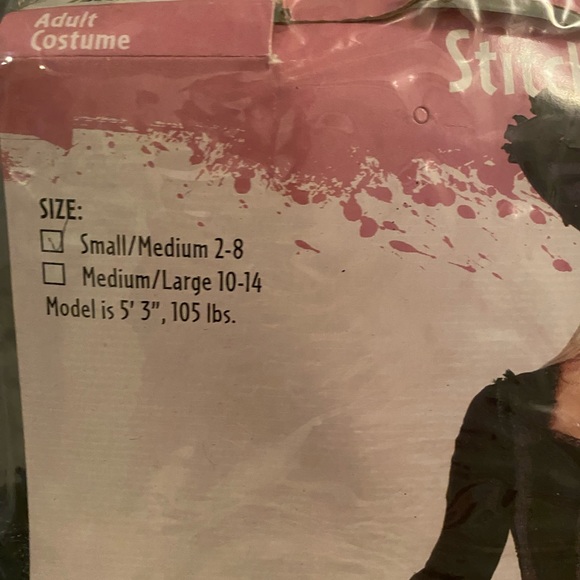 Adult
Costume
SIZE:
Small/Medium 2-8
Medium/Large 10-14
Model is 5' 3", 105 lbs.